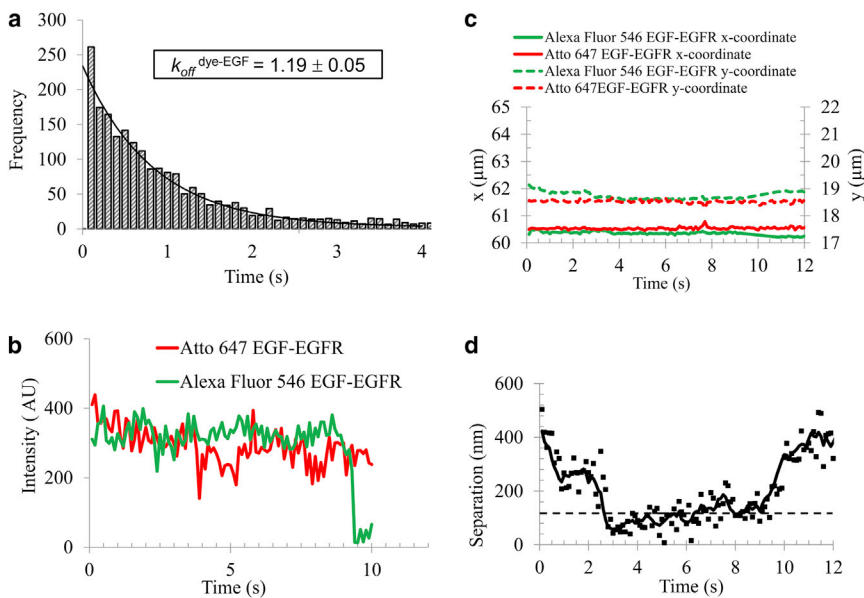 a
300
250
200
150
100
50
0
Frequency
k_off dye-EGF = 1.19 ± 0.05
0 1 2 3 4
Time (s)
b
600
400
200
0
Intensity ( AU)
Atto 647 EGF-EGFR
Alexa Fluor 546 EGF-EGFR
0 5 10
Time (s)
c
Alexa Fluor 546 EGF-EGFR x-coordinate
Atto 647 EGF-EGFR x-coordinate
Alexa Fluor 546 EGF-EGFR y-coordinate
Atto 647EGF-EGFR y-coordinate
65
64
63
62
61
60
x (μm)
22
21
20
19
18
17
y (μm)
0 2 4 6 8 10 12
Time (s)
d
600
400
200
0
Separation (nm)
0 2 4 6 8 10 12
Time (s)